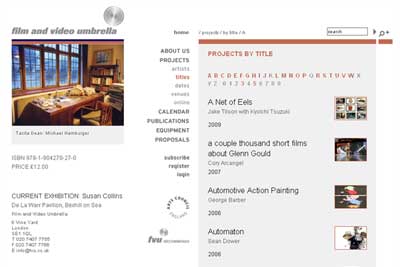 film and video umbrella
home
/ projects / by title / A
search
ABOUT US
PROJECTS
artists
titles
dates
venues
online
CALENDAR
PUBLICATIONS
EQUIPMENT
PROPOSALS
subscribe
register
login
ARTS COUNCIL
ENGLAND
fvu
Tacita Dean: Michael Hamburger
ISBN 978-1-904270-27-0
PRICE £12.00
CURRENT EXHIBITION Susan Collins
De La Warr Pavilion, Bexhill on Sea
Film and Video Umbrella
8 Vine Yard
London
SE1 1QL
T 020 7407 7755
F 020 7407 7766
E info@fvu.co.uk
PROJECTS BY TITLE
A B C D E F G H I J K L M N O P Q R S T U V W X
Y Z 0 1 2 3 4 5 6 7 8 9 0
A Net of Eels
Jake Tilson with Kyoichi Tsuzuki
2009
a couple thousand short films
about Glenn Gould
Cory Arcangel
2007
Automotive Action Painting
George Barber
2006
Automaton
Sean Dower
2006